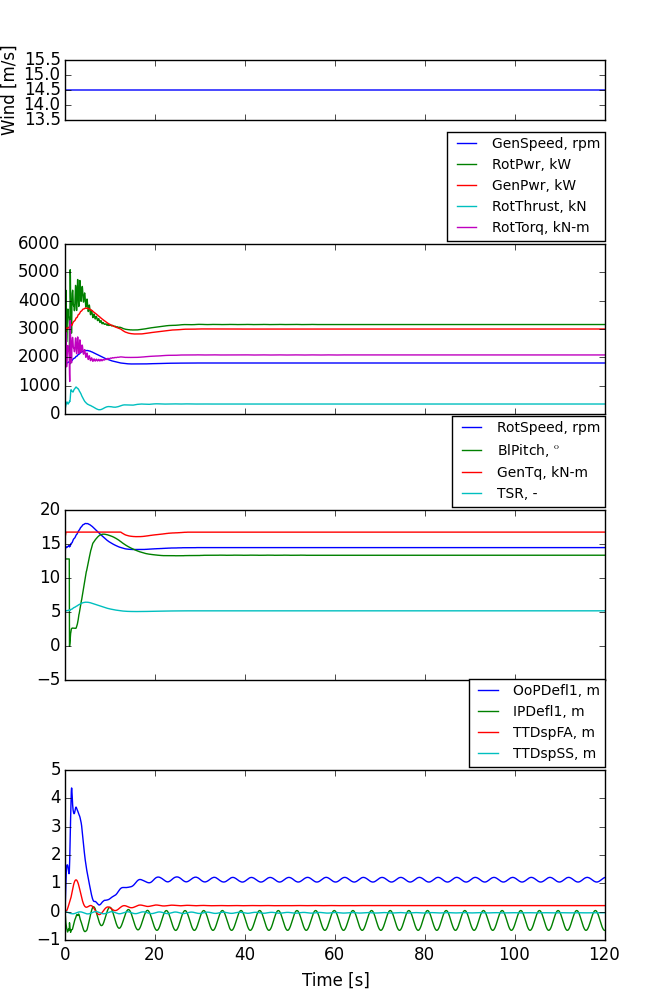 15.5
15.0
14.5
14.0
13.5
Wind [m/s]
GenSpeed, rpm
RotPwr, kW
GenPwr, kW
RotThrust, kN
RotTorq, kN-m
6000
5000
4000
3000
2000
1000
0
RotSpeed, rpm
BlPitch, °
GenTq, kN-m
TSR, -
20
15
10
5
0
−5
OoPDefl1, m
IPDefl1, m
TTDspFA, m
TTDspSS, m
5
4
3
2
1
0
−1
0 20 40 60 80 100 120
Time [s]